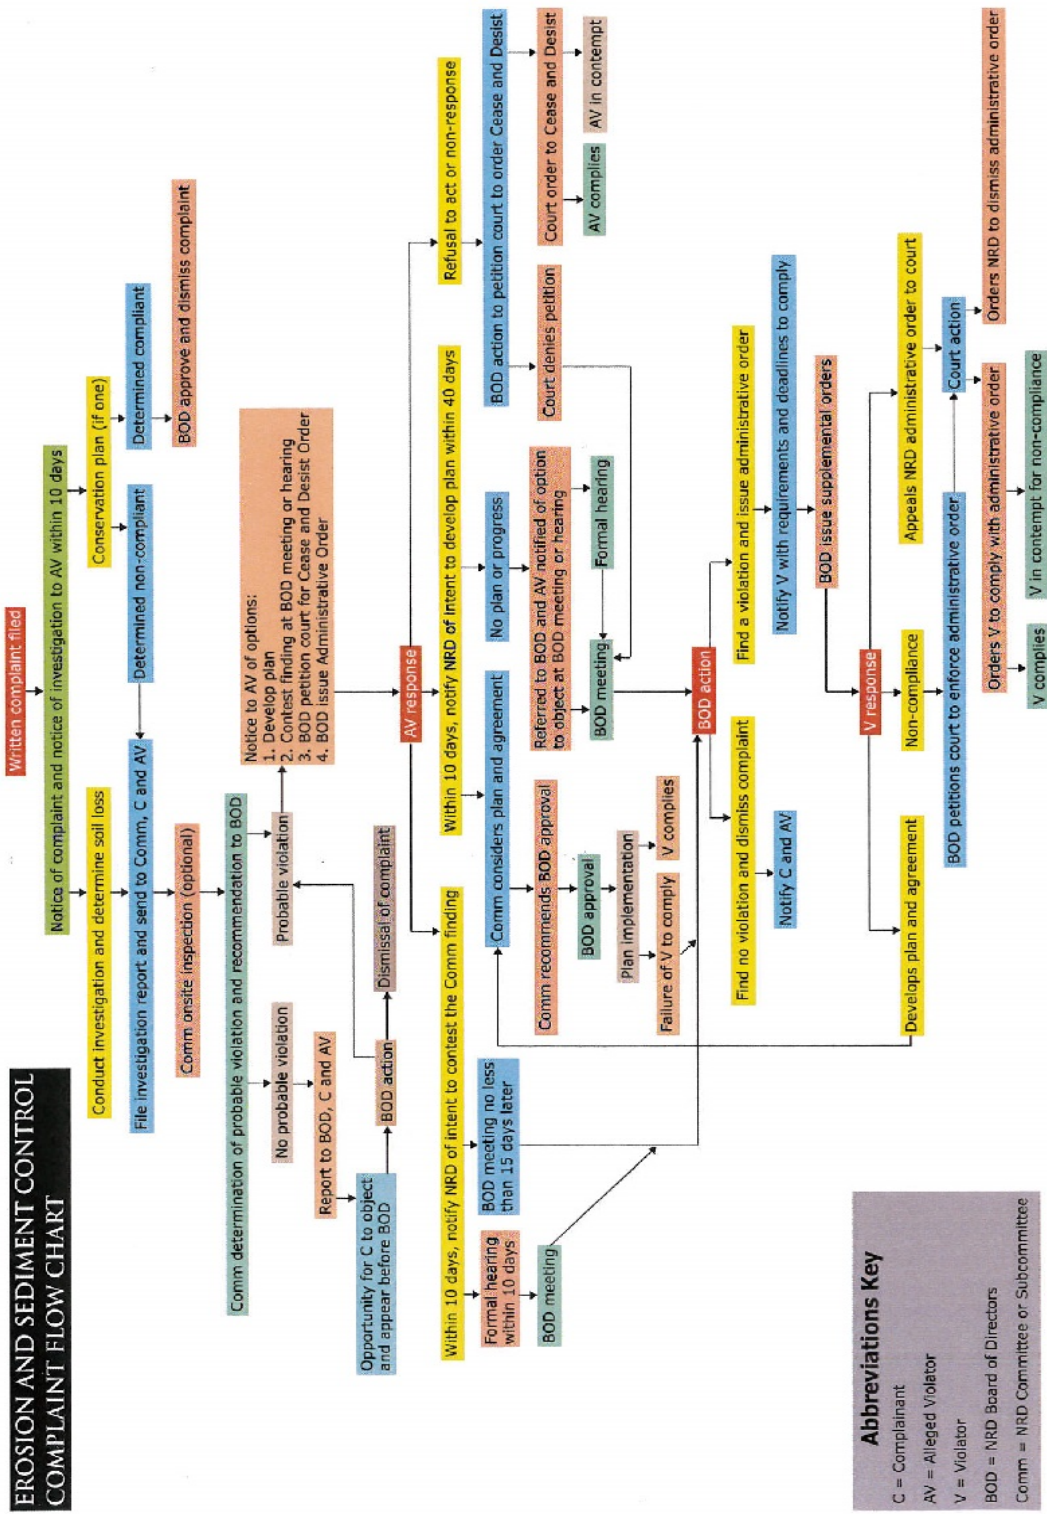 EROSION AND SEDIMENT CONTROL
COMPLAINT FLOW CHART
Written complaint filed
Notice of complaint and notice of investigation to AV within 10 days
Conduct investigation and determine soil loss
Conservation plan (if one)
File investigation report and send to Comm, C and AV
Determined non-compliant
Determined compliant
Comm onsite inspection (optional)
BOD approve and dismiss complaint
Comm determination of probable violation and recommendation to BOD
No probable violation
Probable violation
Notice to AV of options:
1. Develop plan
2. Contest finding at BOD meeting or hearing
3. BOD petition court for Cease and Desist Order
4. BOD issue Administrative Order
Report to BOD, C and AV
Opportunity for C to object
and appear before BOD
BOD action
Dismissal of complaint
AV response
Within 10 days, notify NRD of intent to contest the Comm finding
Within 10 days, notify NRD of intent to develop plan within 40 days
Refusal to act or non-response
Formal hearing
within 10 days
BOD meeting no less
than 15 days later
Comm considers plan and agreement
No plan or progress
BOD action to petition court to order Cease and Desist
BOD meeting
Comm recommends BOD approval
Referred to BOD and AV notified of option
to object at BOD meeting or hearing
Court denies petition
Court order to Cease and Desist
BOD approval
BOD meeting
Formal hearing
AV complies
AV in contempt
Plan implementation
Failure of V to comply
V complies
BOD action
Find no violation and dismiss complaint
Find a violation and issue administrative order
Notify C and AV
Notify V with requirements and deadlines to comply
BOD issue supplemental orders
V response
Develops plan and agreement
Non-compliance
Appeals NRD administrative order to court
BOD petitions court to enforce administrative order
Court action
Orders V to comply with administrative order
Orders NRD to dismiss administrative order
V complies
V in contempt for non-compliance
Abbreviations Key
C = Complainant
AV = Alleged Violator
V = Violator
BOD = NRD Board of Directors
Comm = NRD Committee or Subcommittee